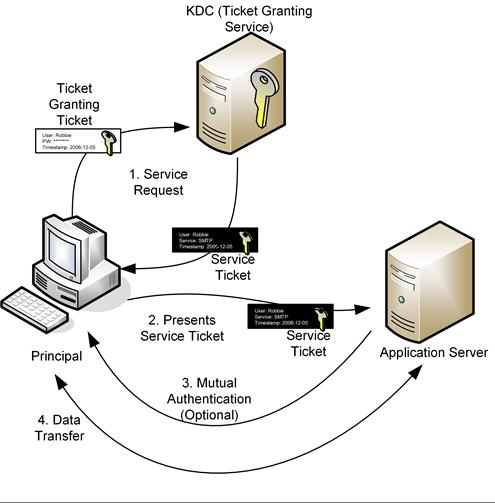 KDC (Ticket Granting
Service)
Ticket
Granting
Ticket
User: Robbie
PW: *******
Timestamp: 2006-12-05
1. Service
Request
User: Robbie
Service: SMTP
Timestamp: 2006-12-05
Service
Ticket
2. Presents
Service Ticket
User: Robbie
Service: SMTP
Timestamp: 2006-12-05
Service
Ticket
Principal
Application Server
3. Mutual
Authentication
(Optional)
4. Data
Transfer